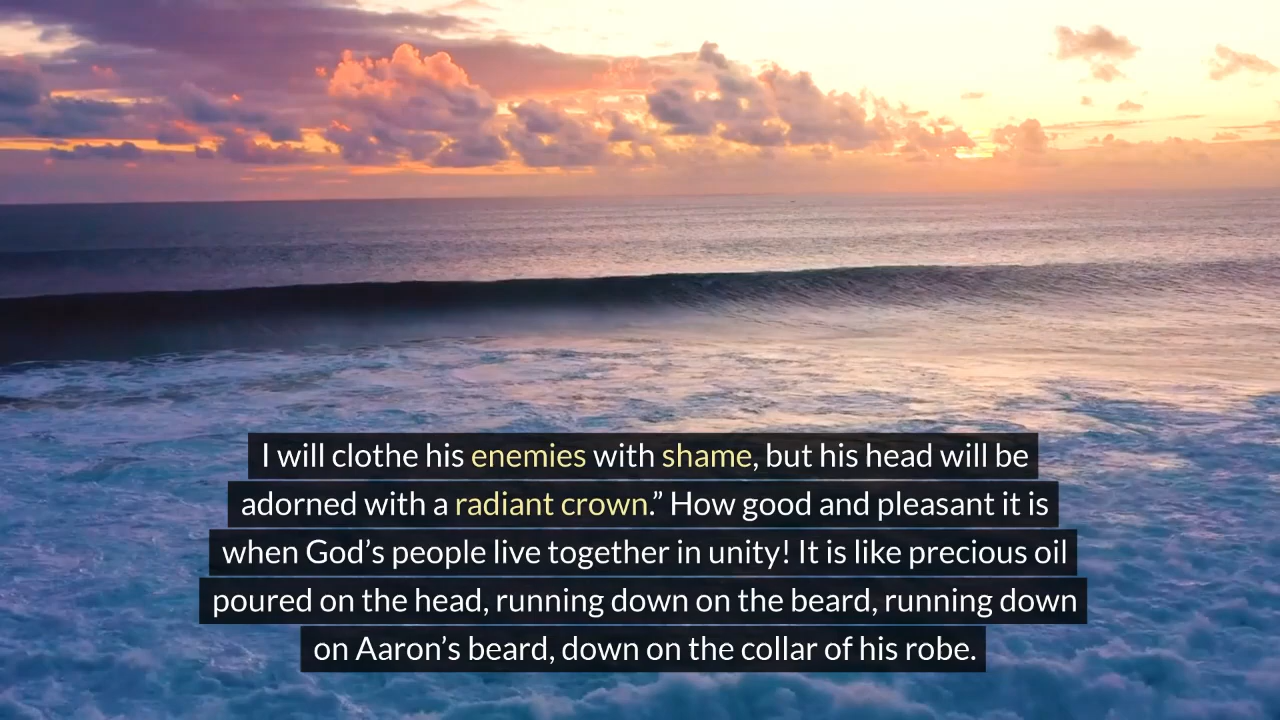 I will clothe his enemies with shame, but his head will be
adorned with a radiant crown.” How good and pleasant it is
when God’s people live together in unity! It is like precious oil
poured on the head, running down on the beard, running down
on Aaron’s beard, down on the collar of his robe.